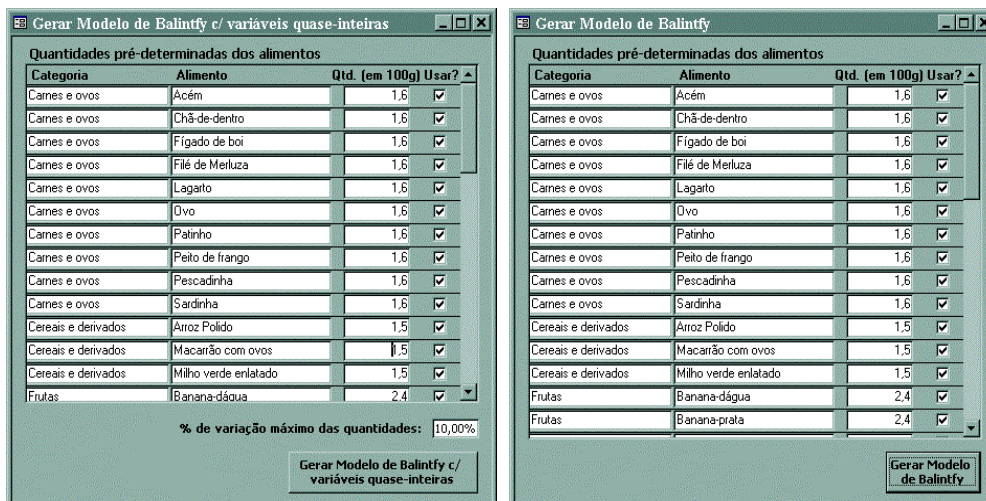 Gerar Modelo de Balintfy c/ variáveis quase-inteiras
Quantidades pré-determinadas dos alimentos
Categoria Alimento Qtd. (em 100g) Usar?
Carnes e ovos Acém 1,6
Carnes e ovos Chã-de-dentro 1,6
Carnes e ovos Fígado de boi 1,6
Carnes e ovos Filé de Merluza 1,6
Carnes e ovos Lagarto 1,6
Carnes e ovos Ovo 1,6
Carnes e ovos Patinho 1,6
Carnes e ovos Peito de frango 1,6
Carnes e ovos Pescadinha 1,6
Carnes e ovos Sardinha 1,6
Cereais e derivados Arroz Polido 1,5
Cereais e derivados Macarrão com ovos 1,5
Cereais e derivados Milho verde enlatado 1,5
Frutas Banana-dágua 2,4
% de variação máximo das quantidades: 10,00%
Gerar Modelo de Balintfy c/
variáveis quase-inteiras
Gerar Modelo de Balintfy
Quantidades pré-determinadas dos alimentos
Categoria Alimento Qtd. (em 100g) Usar?
Carnes e ovos Acém 1,6
Carnes e ovos Chã-de-dentro 1,6
Carnes e ovos Fígado de boi 1,6
Carnes e ovos Filé de Merluza 1,6
Carnes e ovos Lagarto 1,6
Carnes e ovos Ovo 1,6
Carnes e ovos Patinho 1,6
Carnes e ovos Peito de frango 1,6
Carnes e ovos Pescadinha 1,6
Carnes e ovos Sardinha 1,6
Cereais e derivados Arroz Polido 1,5
Cereais e derivados Macarrão com ovos 1,5
Cereais e derivados Milho verde enlatado 1,5
Frutas Banana-dágua 2,4
Frutas Banana-prata 2,4
Gerar Modelo
de Balintfy